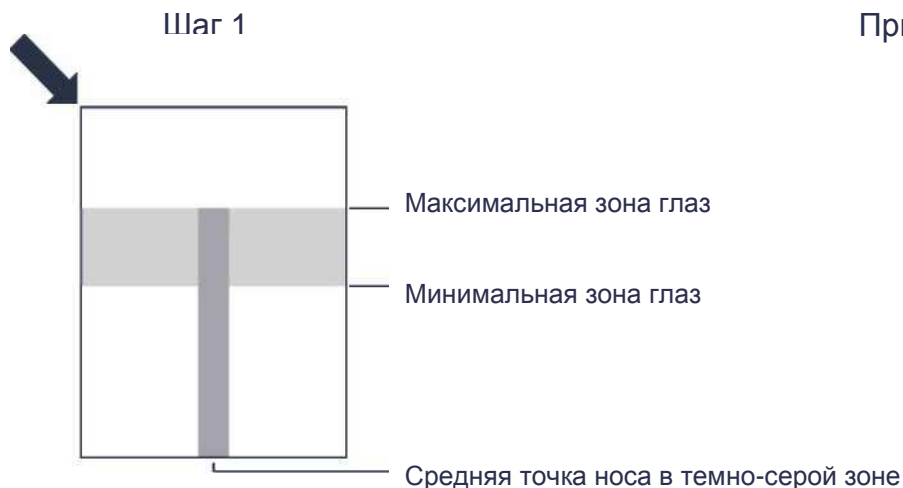 Шаг 1
Максимальная зона глаз
Минимальная зона глаз
Средняя точка носа в темно-серой зоне